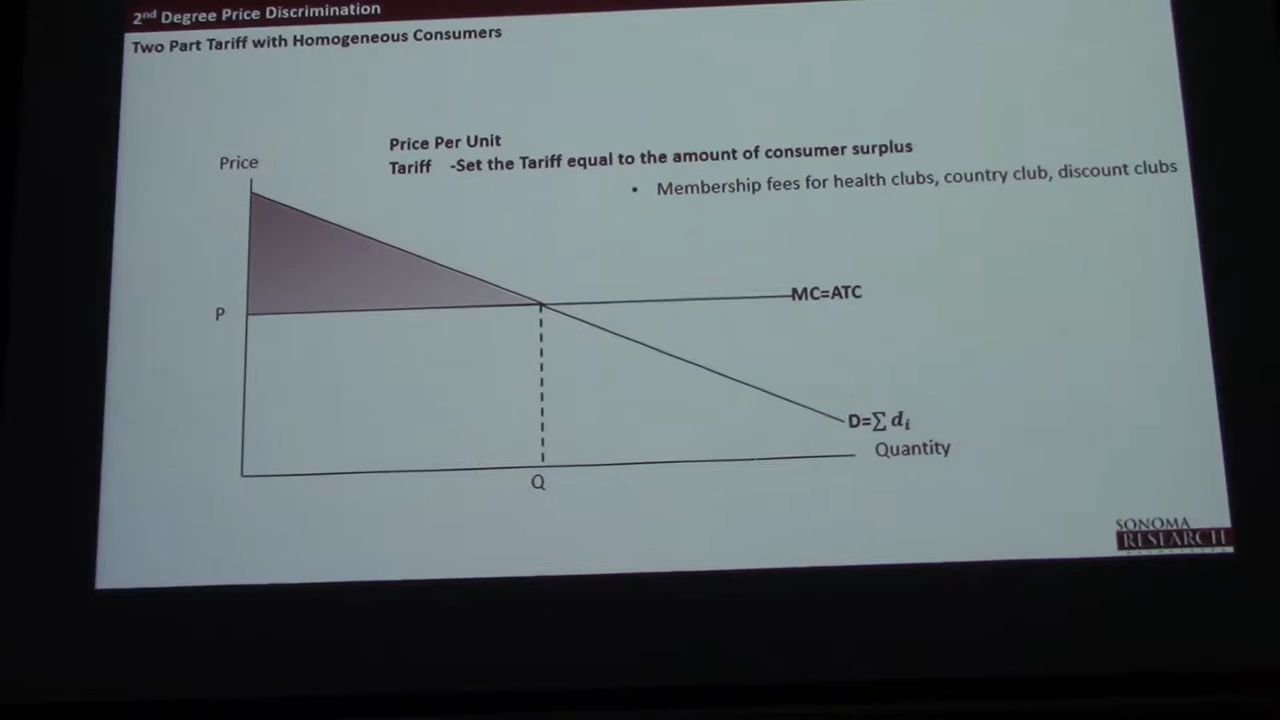 2nd Degree Price Discrimination
Two Part Tariff with Homogeneous Consumers
Price Per Unit
Tariff -Set the Tariff equal to the amount of consumer surplus
• Membership fees for health clubs, country club, discount clubs
Price
P
MC=ATC
D=∑ dᵢ
Quantity
Q
SONOMA
RESEARCH